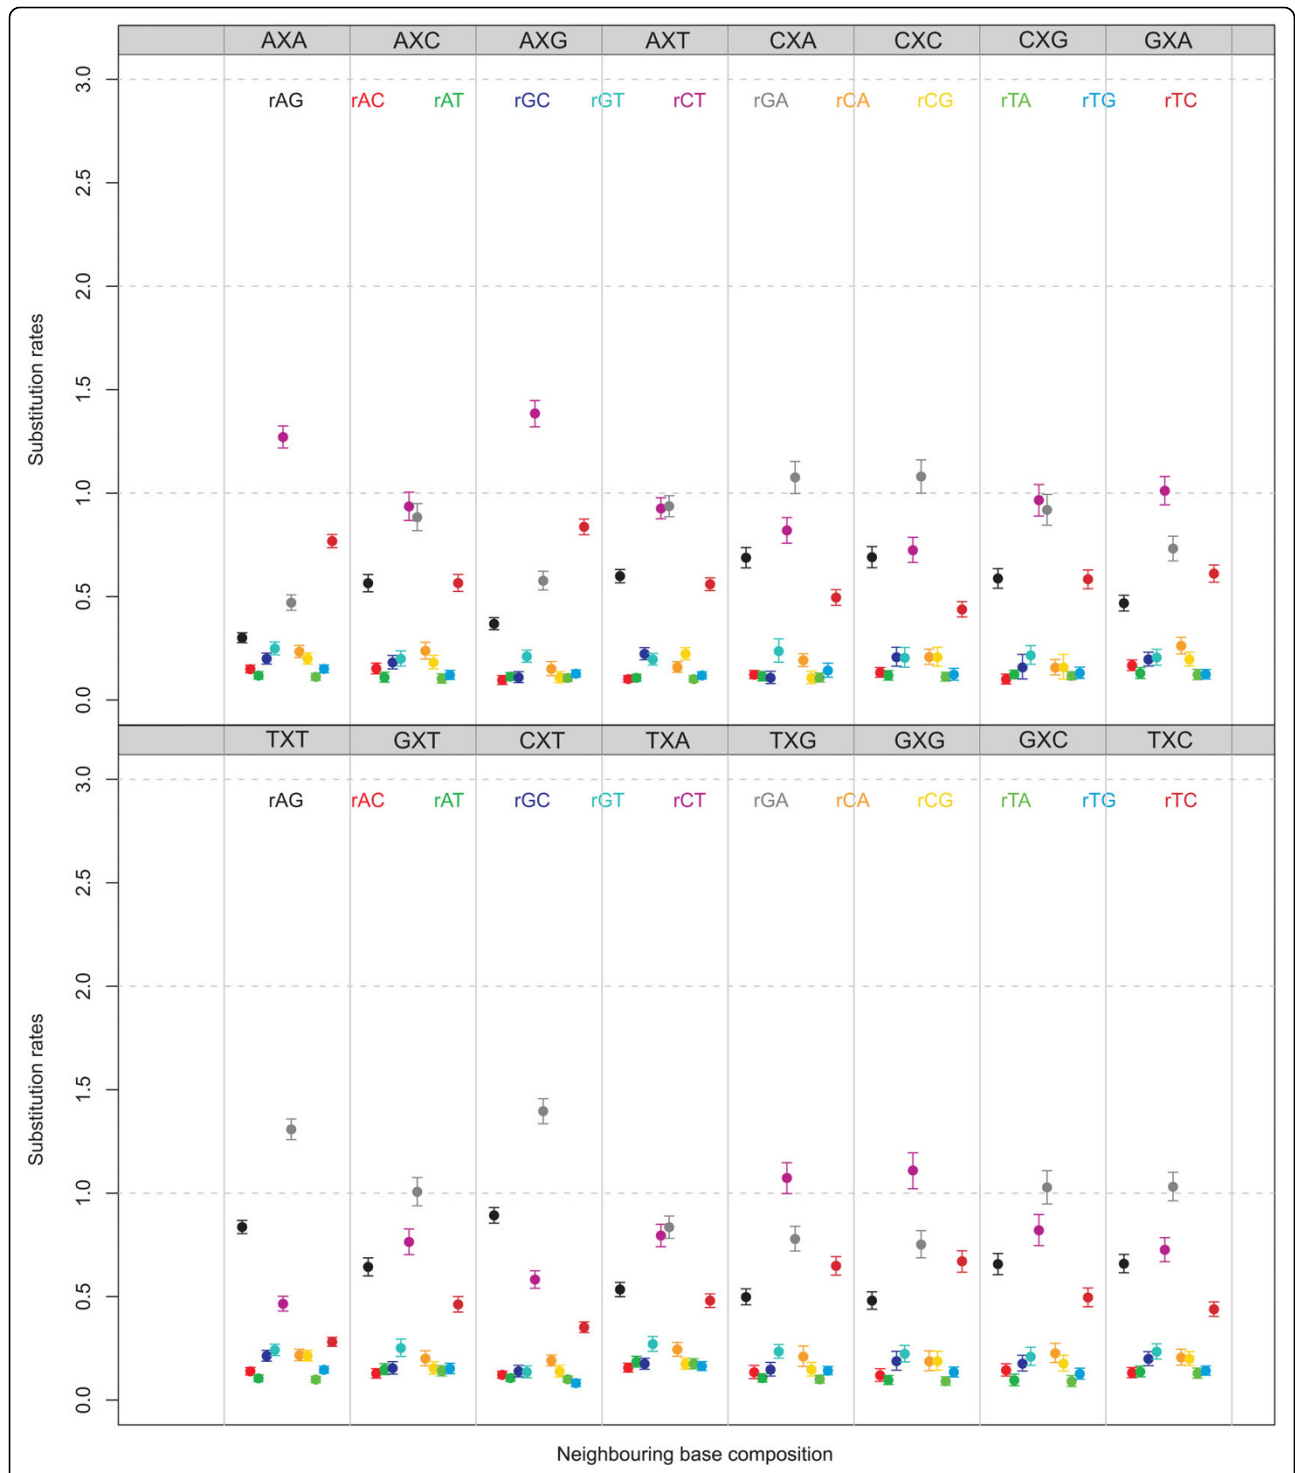 AXA AXC AXG AXT CXA CXC CXG GXA
3.0
rAG rAC rAT rGC rGT rCT rGA rCA rCG rTA rTG rTC
2.5
2.0
1.5
Substitution rates
1.0
0.5
0.0
TXT GXT CXT TXA TXG GXG GXC TXC
3.0
rAG rAC rAT rGC rGT rCT rGA rCA rCG rTA rTG rTC
2.5
2.0
1.5
Substitution rates
1.0
0.5
0.0
Neighbouring base composition